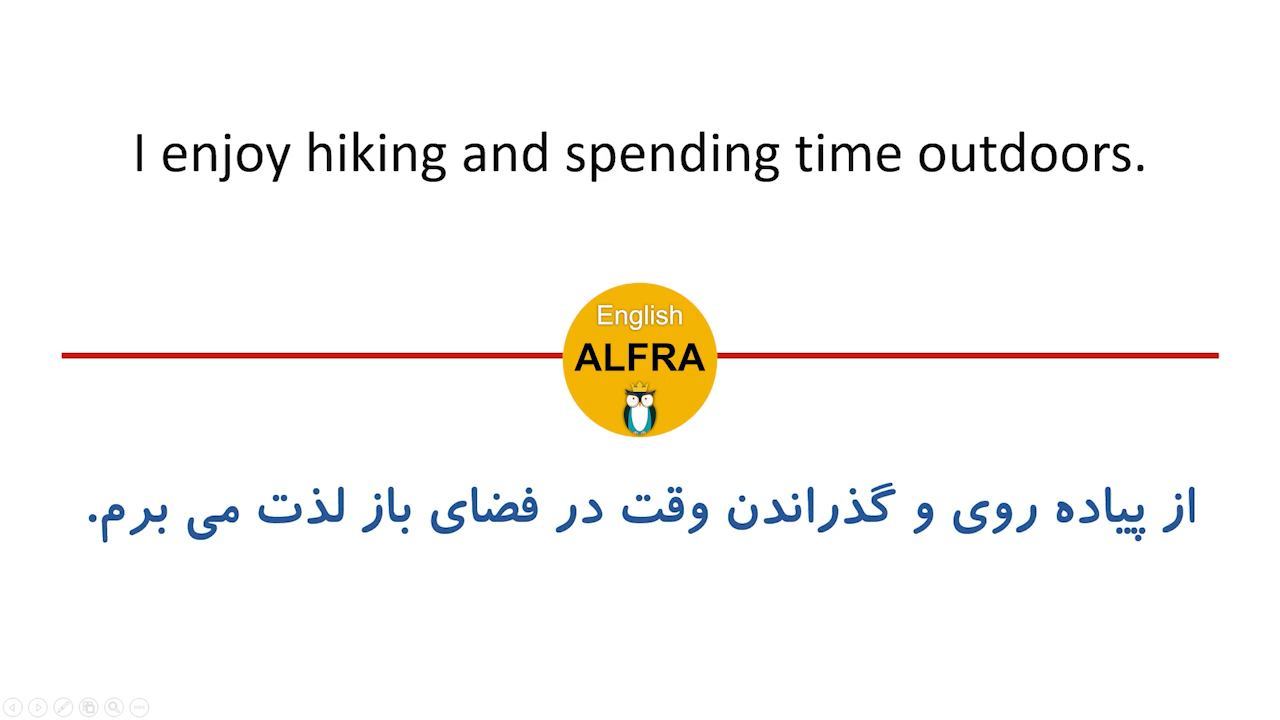 I enjoy hiking and spending time outdoors.
English
ALFRA
از پیاده روی و گذراندن وقت در فضای باز لذت می برم.